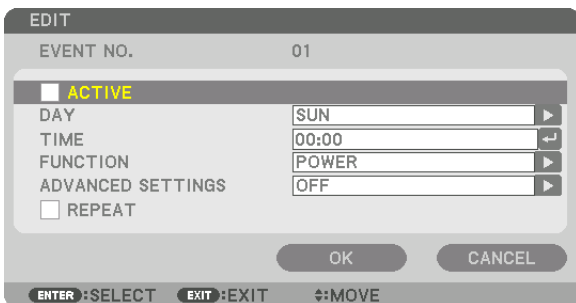 EDIT
EVENT NO. 01
ACTIVE
DAY SUN
TIME 00:00
FUNCTION POWER
ADVANCED SETTINGS OFF
REPEAT
OK CANCEL
ENTER :SELECT EXIT :EXIT :MOVE